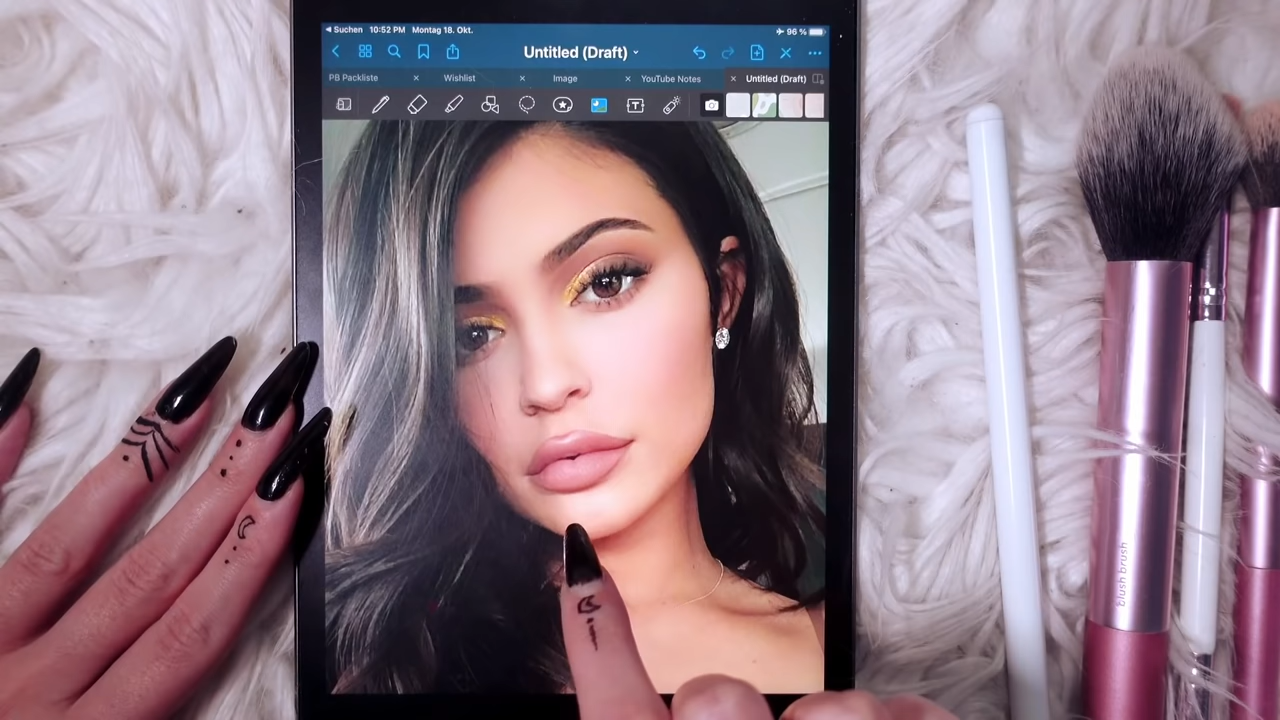 Suchen 10:52 PM Montag 18. Okt. 96 %
Untitled (Draft)
PB Packliste Wishlist Image YouTube Notes Untitled (Draft)
T
blush brush